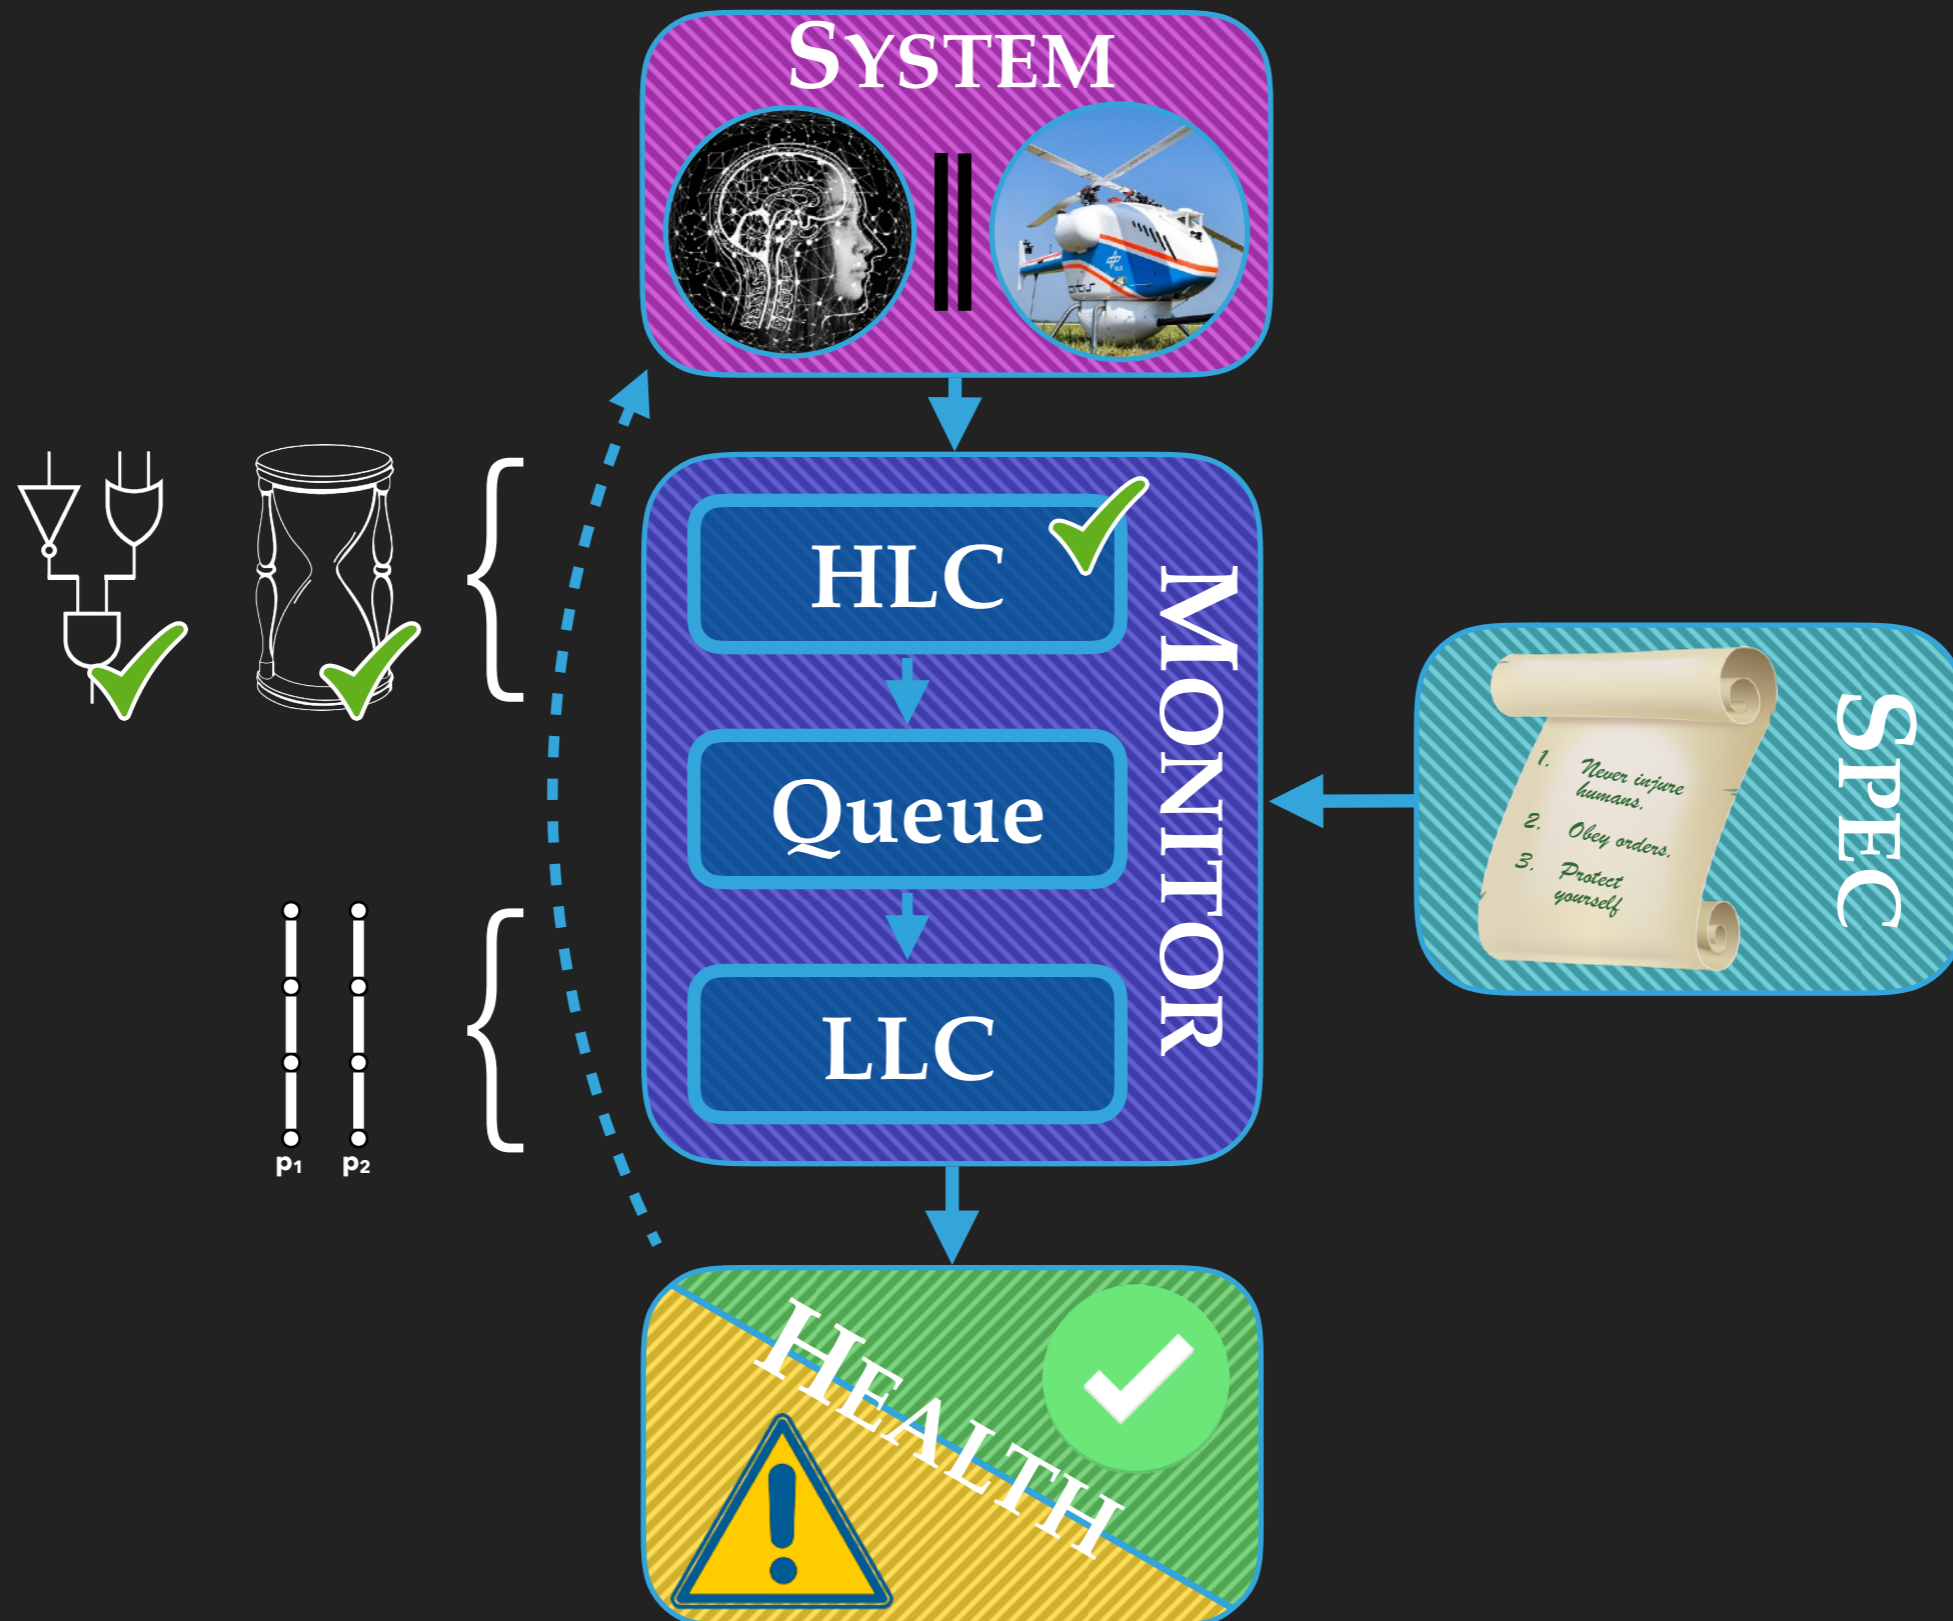 SYSTEM
HLC
Queue
LLC
MONITOR
SPEC
1. Never injure
humans.
2. Obey orders.
3. Protect
yourself
p1 p2
HEALTH